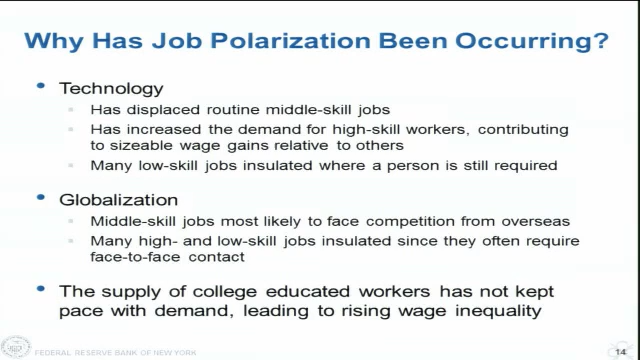 Why Has Job Polarization Been Occurring?
• Technology
Has displaced routine middle-skill jobs
Has increased the demand for high-skill workers, contributing
to sizeable wage gains relative to others
Many low-skill jobs insulated where a person is still required
• Globalization
Middle-skill jobs most likely to face competition from overseas
Many high- and low-skill jobs insulated since they often require
face-to-face contact
• The supply of college educated workers has not kept
pace with demand, leading to rising wage inequality
FEDERAL RESERVE BANK OF NEW YORK
14